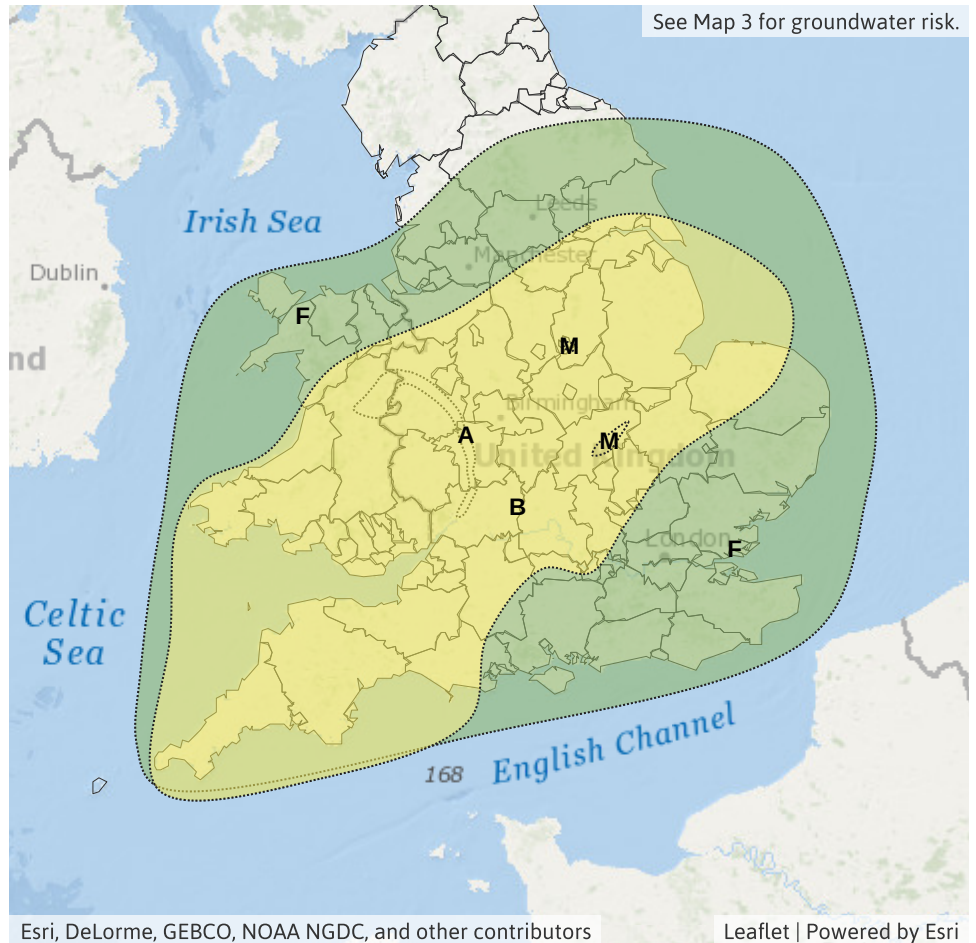 See Map 3 for groundwater risk.
Leeds
Irish Sea
Manchester
Dublin
F
M
nd
Birmingham
A
M
United Kingdom
B
London
F
Celtic
Sea
English Channel
168
Esri, DeLorme, GEBCO, NOAA NGDC, and other contributors
Leaflet | Powered by Esri